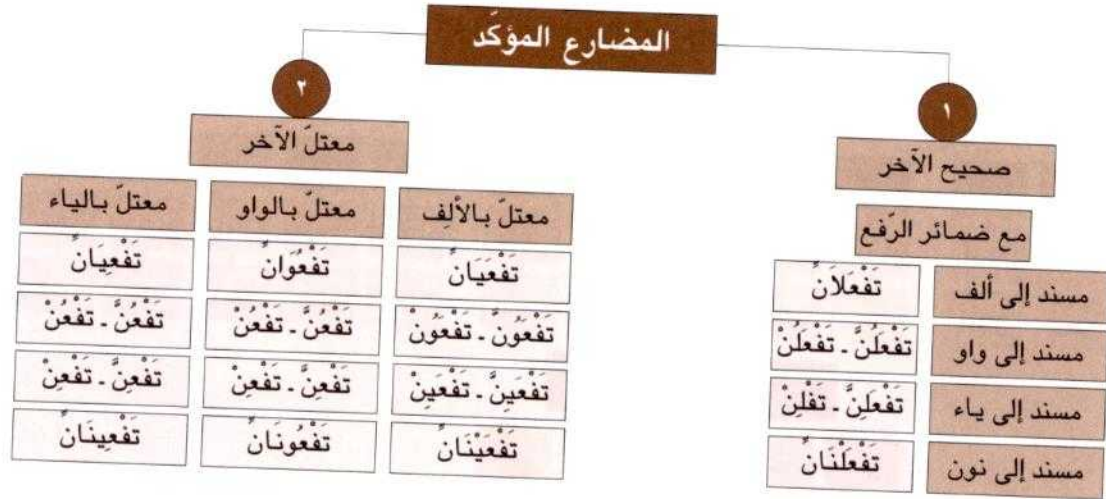 المضارع المؤكّد
١
صحيح الآخر
مع ضمائر الرّفع
مسند إلى ألف تَفْعَلاَنِّ
مسند إلى واو تَفْعَلُنَّ ـ تَفْعَلُنْ
مسند إلى ياء تَفْعَلِنَّ ـ تَفْلِنْ
مسند إلى نون تَفْعَلْنَانِّ
٢
معتلّ الآخر
معتلّ بالألِف معتلّ بالواو معتلّ بالياء
تَفْعَيَانِّ تَفْعُوَانِّ تَفْعِيَانِّ
تَفْعَوُنَّ ـ تَفْعَوُنْ تَفْعُنَّ ـ تَفْعُنْ تَفْعُنَّ ـ تَفْعُنْ
تَفْعَيِنَّ ـ تَفْعَيِنْ تَفْعِنَّ ـ تَفْعِنْ تَفْعِنَّ ـ تَفْعِنْ
تَفْعَيْنَانِّ تَفْعُونَانِّ تَفْعِينَانِّ